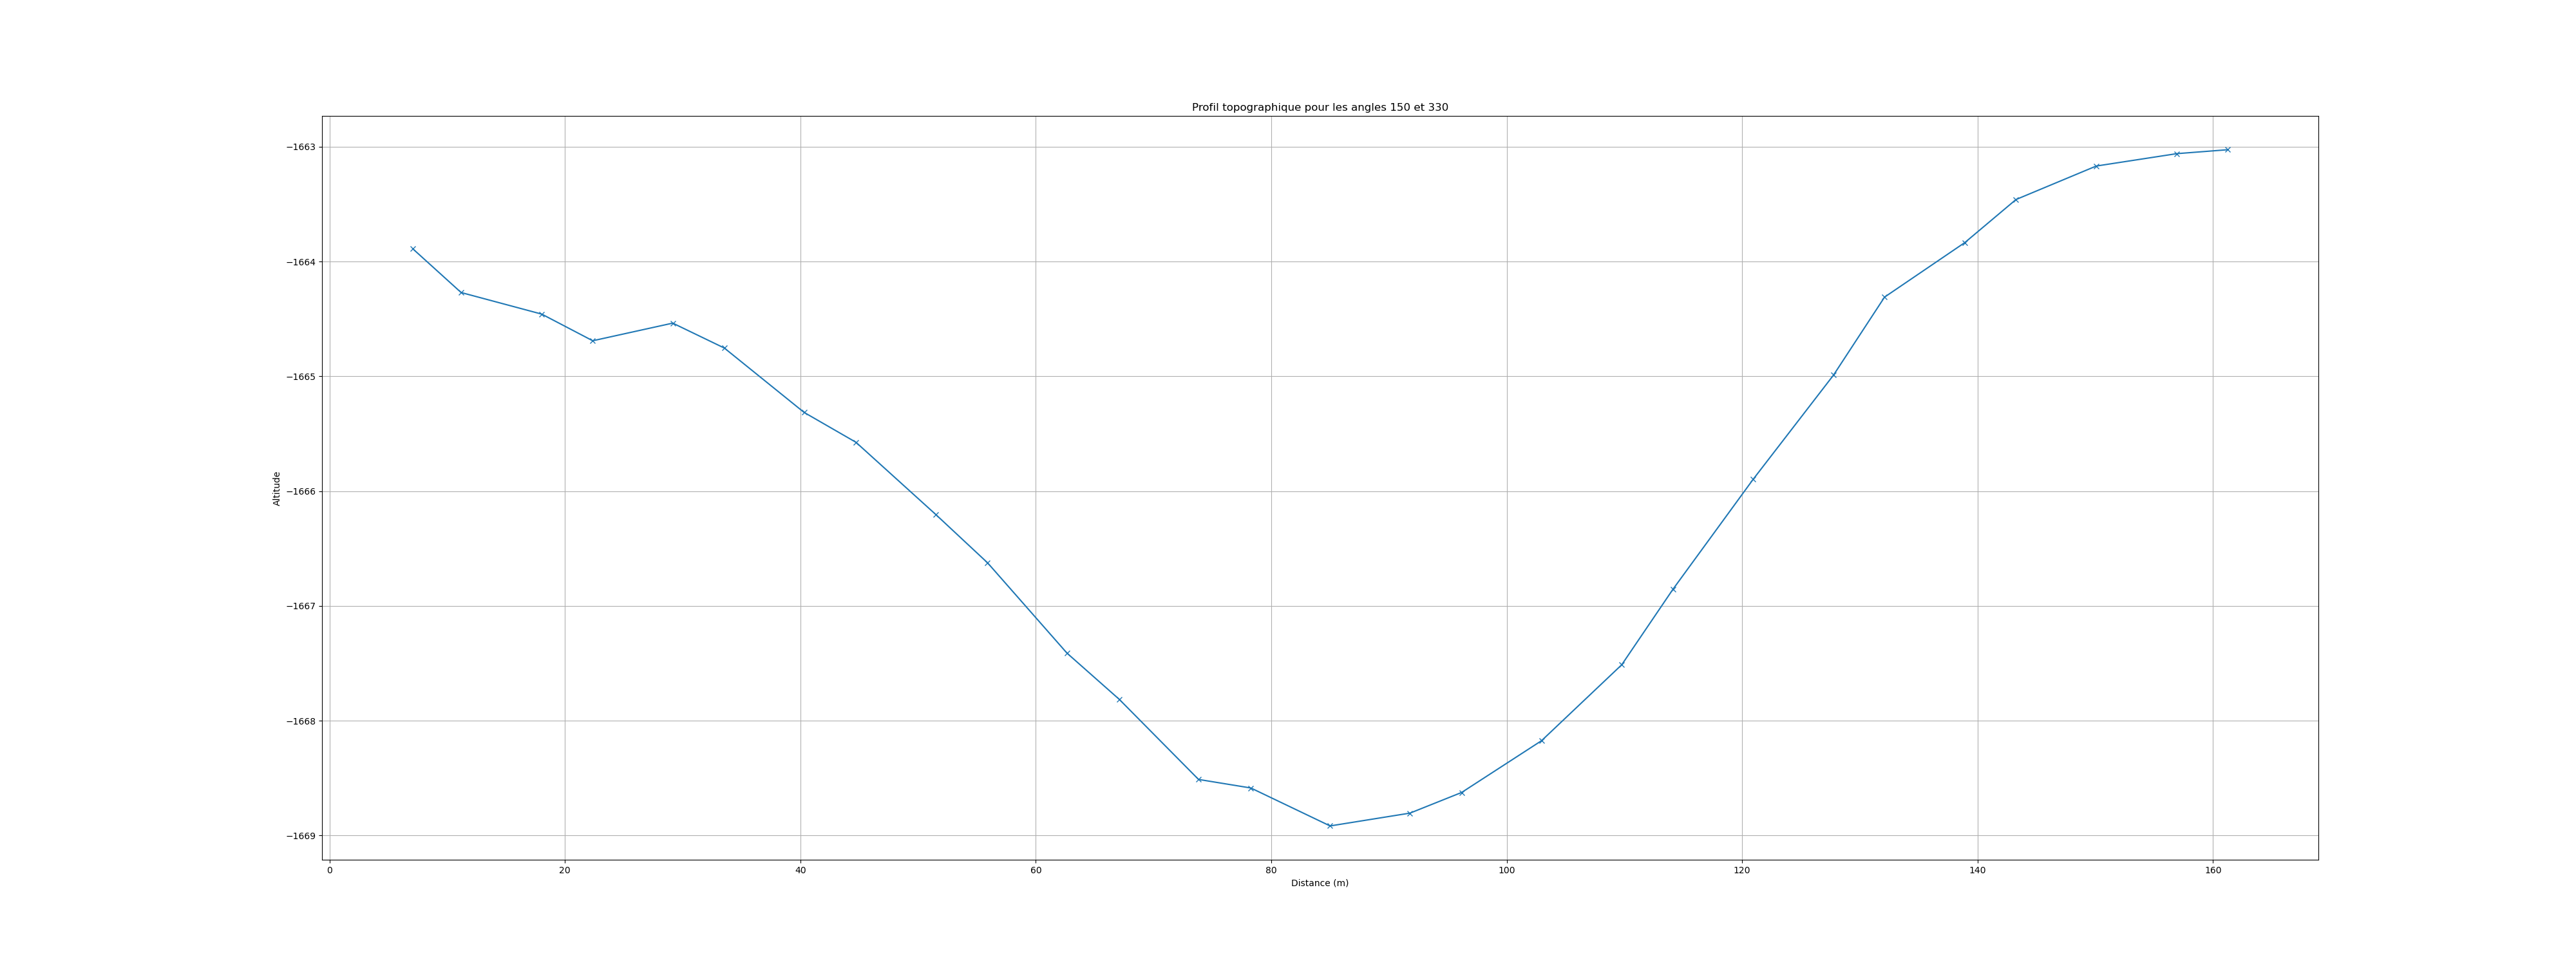 Profil topographique pour les angles 150 et 330
−1663
−1664
−1665
−1666
−1667
−1668
−1669
Altitude
0 20 40 60 80 100 120 140 160
Distance (m)